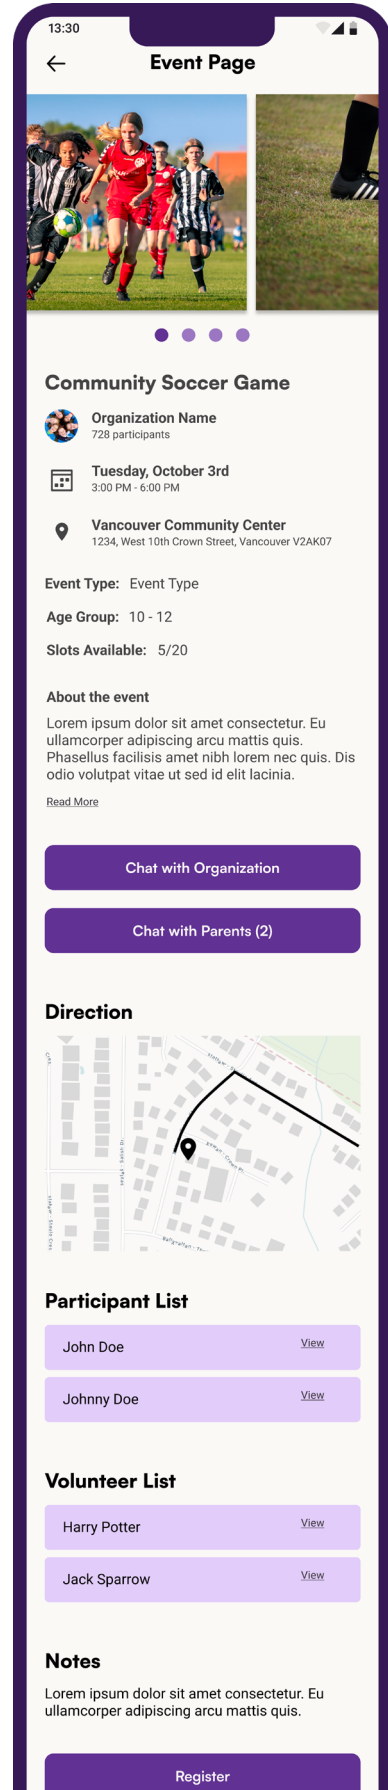 13:30
Event Page
Community Soccer Game
Organization Name
728 participants
Tuesday, October 3rd
3:00 PM - 6:00 PM
Vancouver Community Center
1234, West 10th Crown Street, Vancouver V2AK07
Event Type: Event Type
Age Group: 10 - 12
Slots Available: 5/20
About the event
Lorem ipsum dolor sit amet consectetur. Eu
ullamcorper adipiscing arcu mattis quis.
Phasellus facilisis amet nibh lorem nec quis. Dis
odio volutpat vitae ut sed id elit lacinia.
Read More
Chat with Organization
Chat with Parents (2)
Direction
Participant List
John Doe View
Johnny Doe View
Volunteer List
Harry Potter View
Jack Sparrow View
Notes
Lorem ipsum dolor sit amet consectetur. Eu
ullamcorper adipiscing arcu mattis quis.
Register